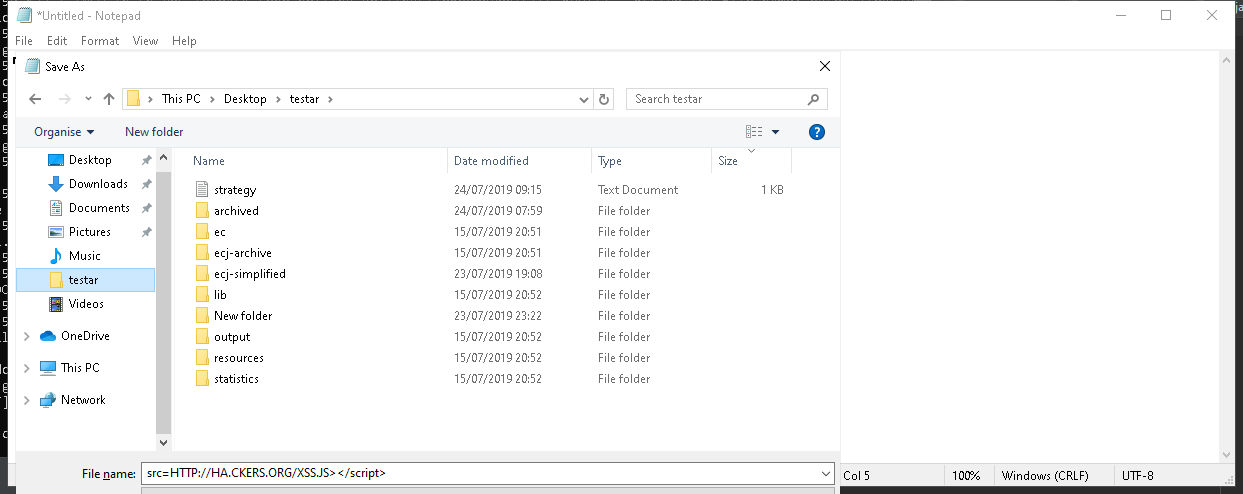 *Untitled - Notepad
File Edit Format View Help
Save As
This PC Desktop testar
Search testar
Organise New folder
Name Date modified Type Size
Desktop
Downloads
Documents
Pictures
Music
testar
Videos
OneDrive
This PC
Network
strategy 24/07/2019 09:15 Text Document 1 KB
archived 24/07/2019 07:59 File folder
ec 15/07/2019 20:51 File folder
ecj-archive 15/07/2019 20:51 File folder
ecj-simplified 23/07/2019 19:08 File folder
lib 15/07/2019 20:52 File folder
New folder 23/07/2019 23:22 File folder
output 15/07/2019 20:52 File folder
resources 15/07/2019 20:52 File folder
statistics 15/07/2019 20:52 File folder
File name: src=HTTP://HA.CKERS.ORG/XSS.JS></script>
Col 5 100% Windows (CRLF) UTF-8